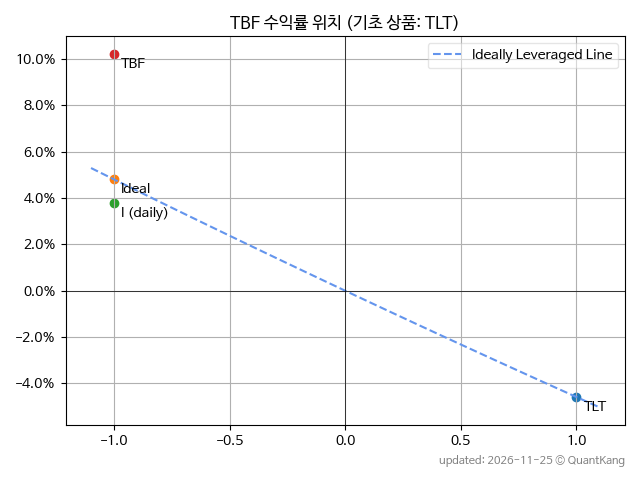 TBF 수익률 위치 (기초 상품: TLT)
Ideally Leveraged Line
10.0%
8.0%
6.0%
4.0%
2.0%
0.0%
−2.0%
−4.0%
TBF
Ideal
I (daily)
TLT
−1.0 −0.5 0.0 0.5 1.0
updated: 2026-11-25 © QuantKang